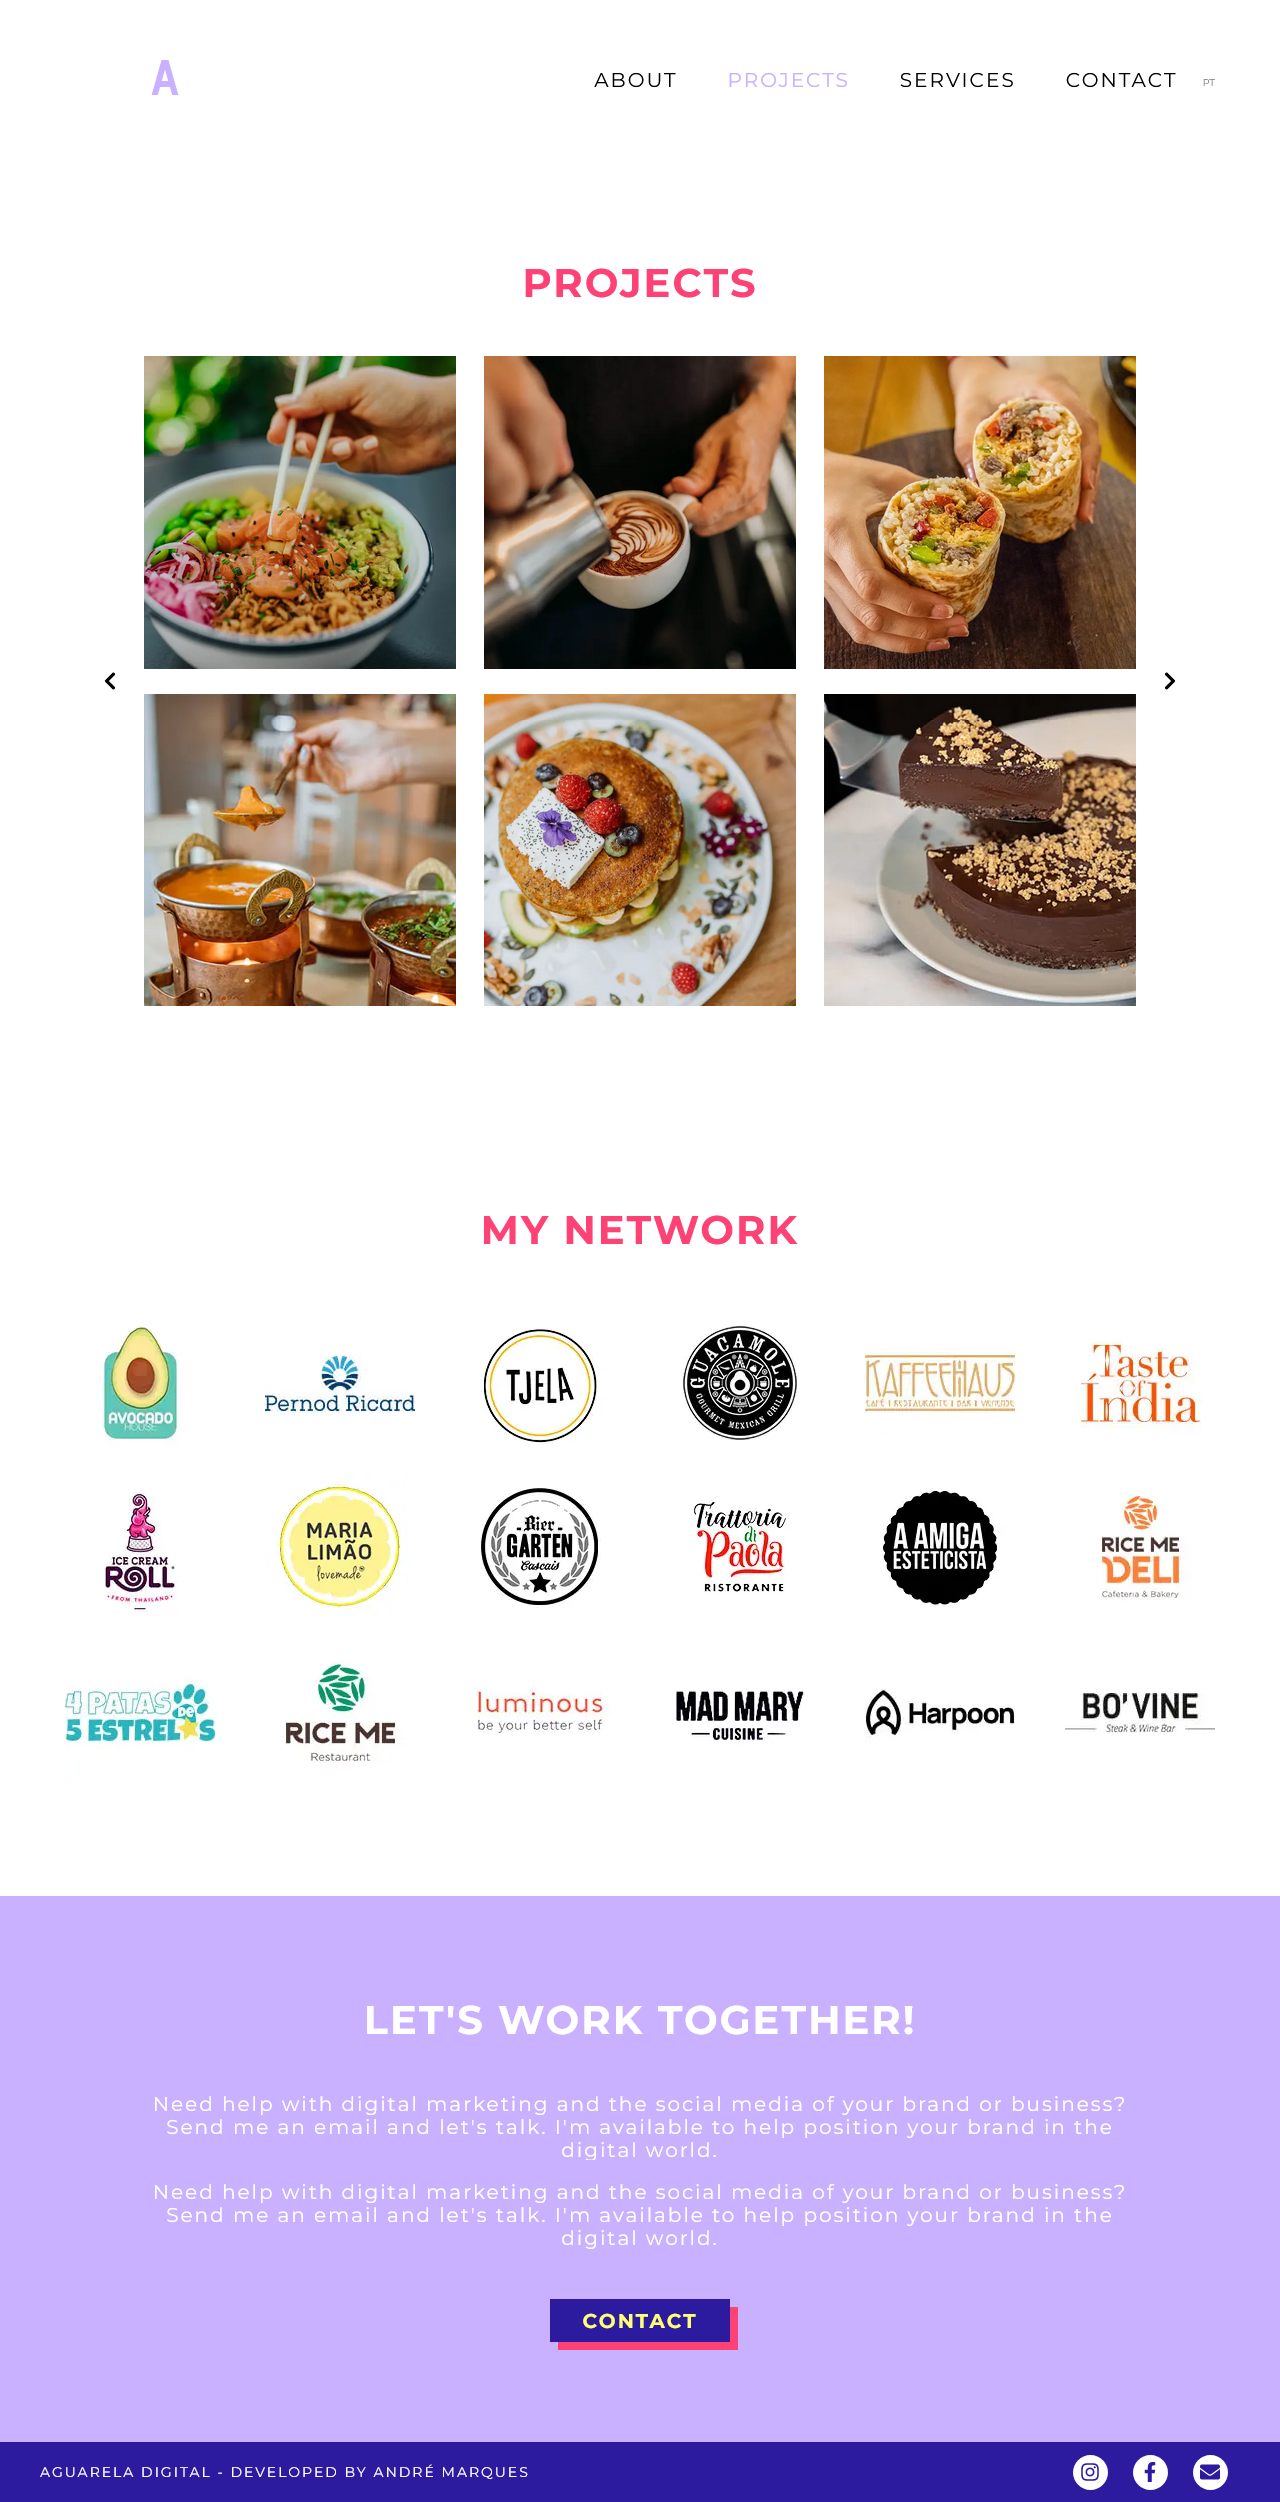 A
ABOUT
PROJECTS
SERVICES
CONTACT
PT
PROJECTS
MY NETWORK
AVOCADO
HOUSE
Pernod Ricard
TJELA
GUACAMOLE
GOURMET MEXICAN GRILL
KAFFEEHAUS
CAFÉ | RESTAURANTE | BAR | VIENENSE
Taste
of
Índia
ICE CREAM
ROLL
FROM THAILAND
MARIA
LIMÃO
lovemade
Bier
GARTEN
Cascais
Trattoria
di
Paola
RISTORANTE
A AMIGA
ESTETICISTA
RICE ME
DELI
Cafeteria & Bakery
4 PATAS
DE
5 ESTREL S
RICE ME
Restaurant
luminous
be your better self
MAD MARY
CUISINE
Harpoon
BO'VINE
Steak & Wine Bar
LET'S WORK TOGETHER!
Need help with digital marketing and the social media of your brand or business?
Send me an email and let's talk. I'm available to help position your brand in the
digital world.
Need help with digital marketing and the social media of your brand or business?
Send me an email and let's talk. I'm available to help position your brand in the
digital world.
CONTACT
AGUARELA DIGITAL - DEVELOPED BY ANDRÉ MARQUES